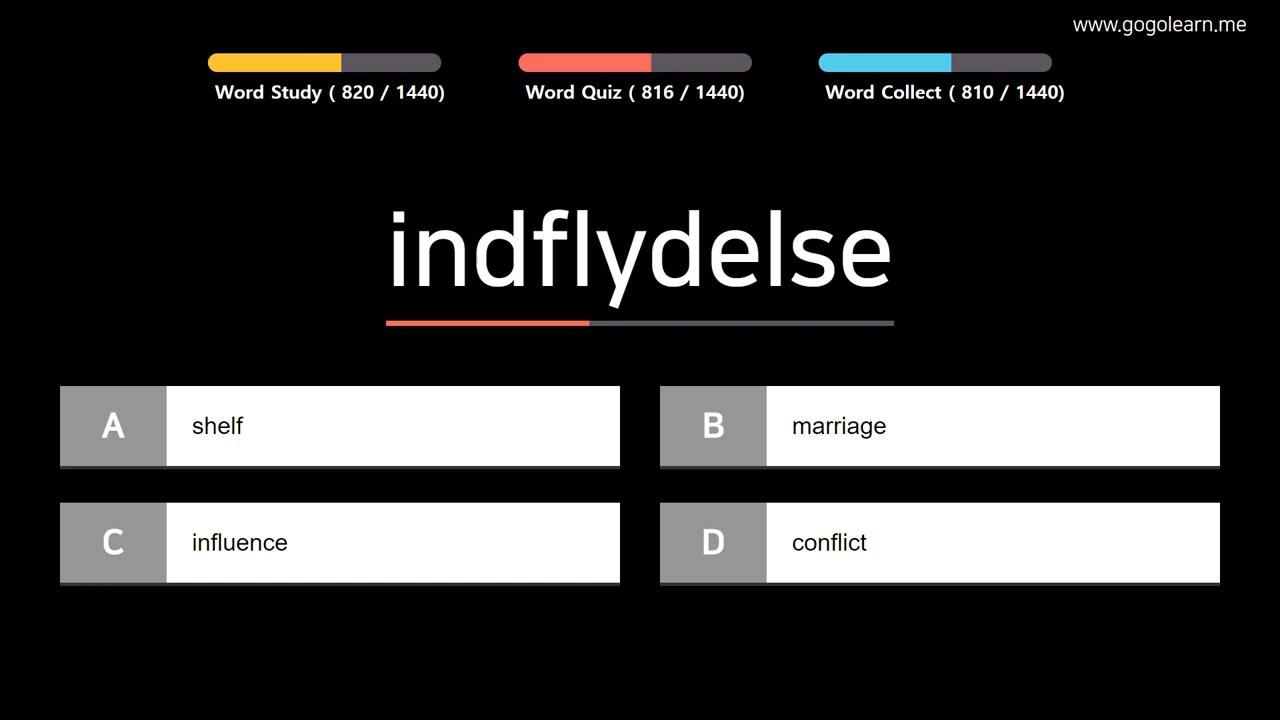 www.gogolearn.me
Word Study ( 820 / 1440)
Word Quiz ( 816 / 1440)
Word Collect ( 810 / 1440)
indflydelse
A shelf
B marriage
C influence
D conflict